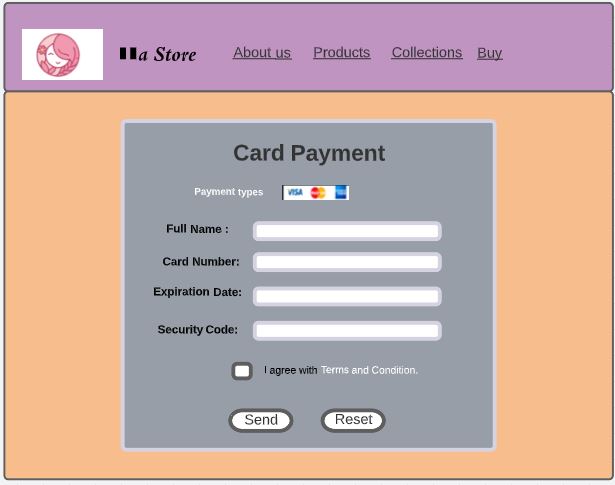 a Store
About us
Products
Collections
Buy
Card Payment
Payment types
VISA
Full Name :
Card Number:
Expiration Date:
Security Code:
I agree with Terms and Condition.
Send
Reset